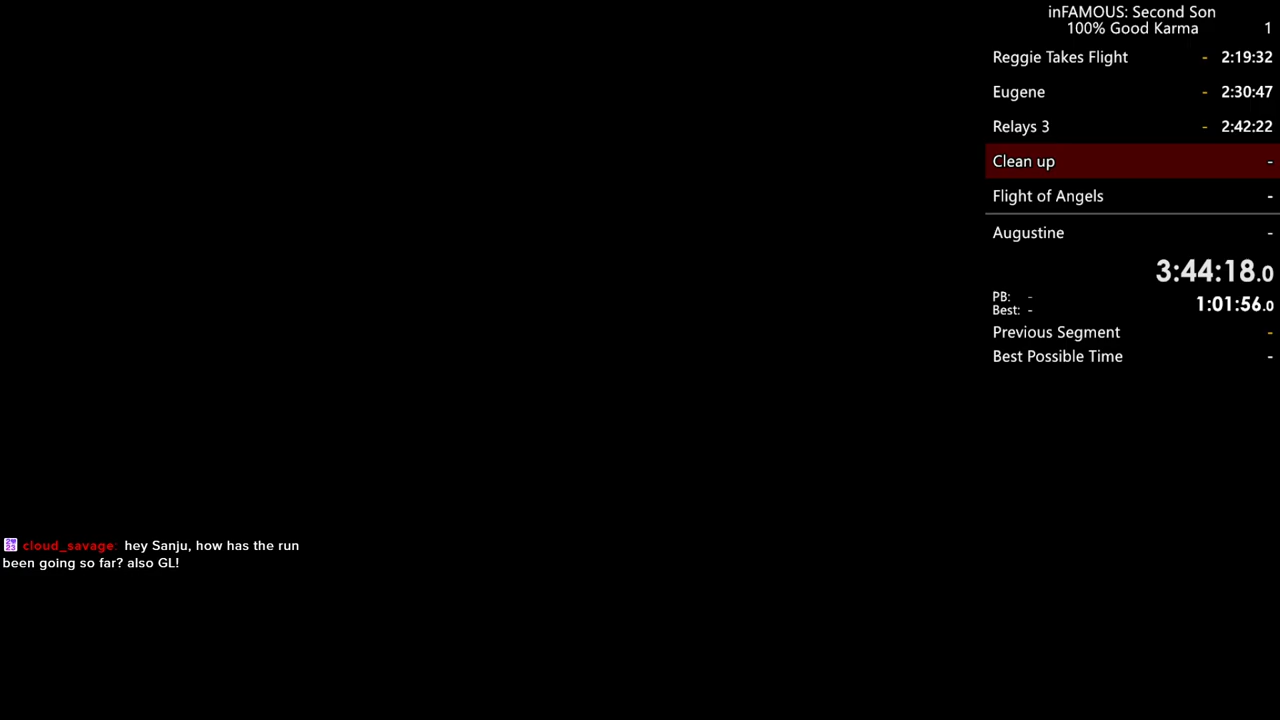 inFAMOUS: Second Son
100% Good Karma 1
Reggie Takes Flight - 2:19:32
Eugene - 2:30:47
Relays 3 - 2:42:22
Clean up -
Flight of Angels -
Augustine -
3:44:18.0
PB: -
Best: -
1:01:56.0
Previous Segment -
Best Possible Time -
cloud_savage: hey Sanju, how has the run
been going so far? also GL!